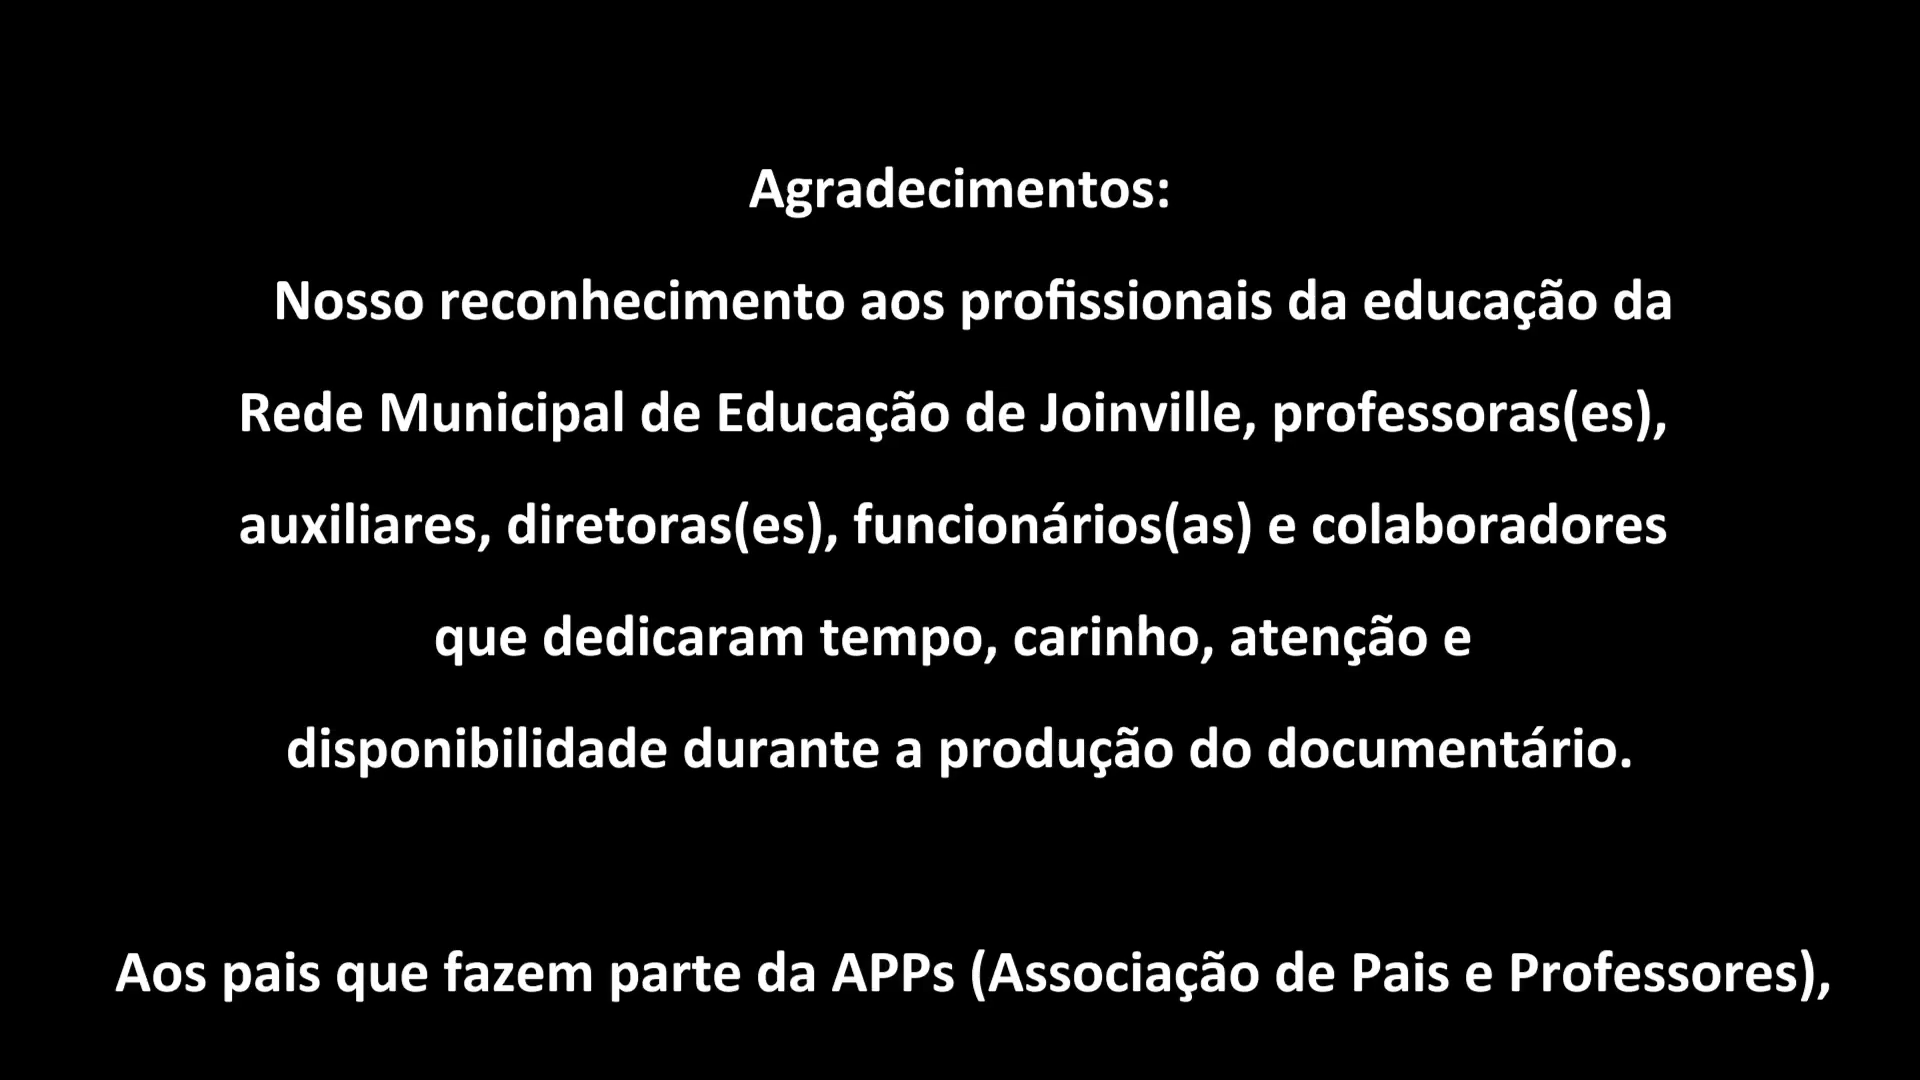 Agradecimentos:
Nosso reconhecimento aos profissionais da educação da
Rede Municipal de Educação de Joinville, professoras(es),
auxiliares, diretoras(es), funcionários(as) e colaboradores
que dedicaram tempo, carinho, atenção e
disponibilidade durante a produção do documentário.
Aos pais que fazem parte da APPs (Associação de Pais e Professores),